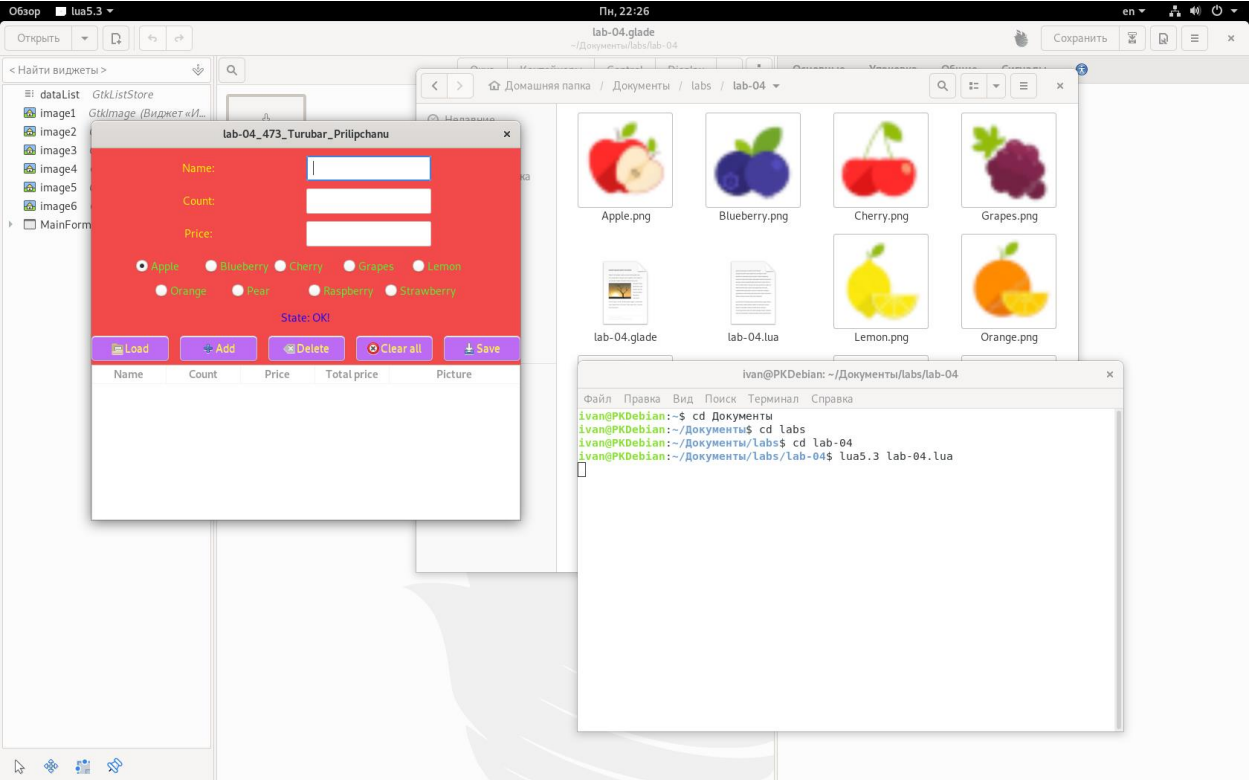 Обзор lua5.3 Пн, 22:26 en
Открыть lab-04.glade Сохранить
~/Документы/labs/lab-04
< Найти виджеты >
dataList GtkListStore
image1 GtkImage (Виджет «И...
image2
image3
image4
image5
image6
MainForm
Домашняя папка / Документы / labs / lab-04
Apple.png Blueberry.png Cherry.png Grapes.png
lab-04.glade lab-04.lua Lemon.png Orange.png
lab-04_473_Turubar_Prilipchanu
Name:
Count:
Price:
Apple Blueberry Cherry Grapes Lemon
Orange Pear Raspberry Strawberry
State: OK!
Load Add Delete Clear all Save
Name Count Price Total price Picture
ivan@PKDebian: ~/Документы/labs/lab-04
Файл Правка Вид Поиск Терминал Справка
ivan@PKDebian:~$ cd Документы
ivan@PKDebian:~/Документы$ cd labs
ivan@PKDebian:~/Документы/labs$ cd lab-04
ivan@PKDebian:~/Документы/labs/lab-04$ lua5.3 lab-04.lua